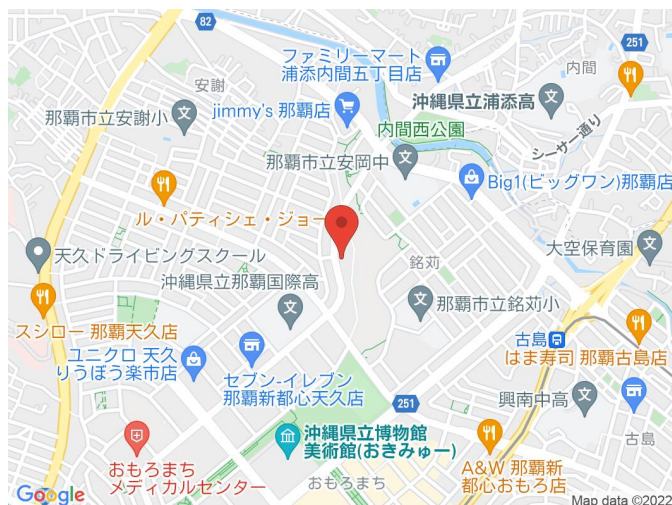 82
ファミリーマート
浦添内間五丁目店
251
内間
安謝
沖縄県立浦添高
那覇市立安謝小
jimmy's 那覇店
内間西公園
シーサー通り
那覇市立安岡中
Big1(ビッグワン)那覇店
ル・パティシェ・ジョー
大空保育園
天久ドライビングスクール
銘苅
沖縄県立那覇国際高
那覇市立銘苅小
スシロー 那覇天久店
古島
はま寿司 那覇古島店
ユニクロ 天久
りうぼう楽市店
セブン-イレブン
那覇新都心天久店
251
興南中高
沖縄県立博物館
美術館(おきみゅー)
古島
おもろまち
メディカルセンター
A&W 那覇新
都心おもろ店
おもろまち
Google
Map data ©2022